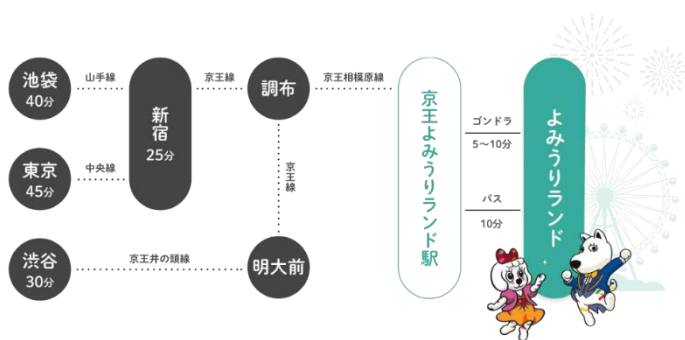 池袋
40分
山手線
東京
45分
中央線
新宿
25分
京王線
調布
京王線
渋谷
30分
京王井の頭線
明大前
京王相模原線
京王よみうりランド駅
ゴンドラ
5〜10分
バス
10分
よみうりランド